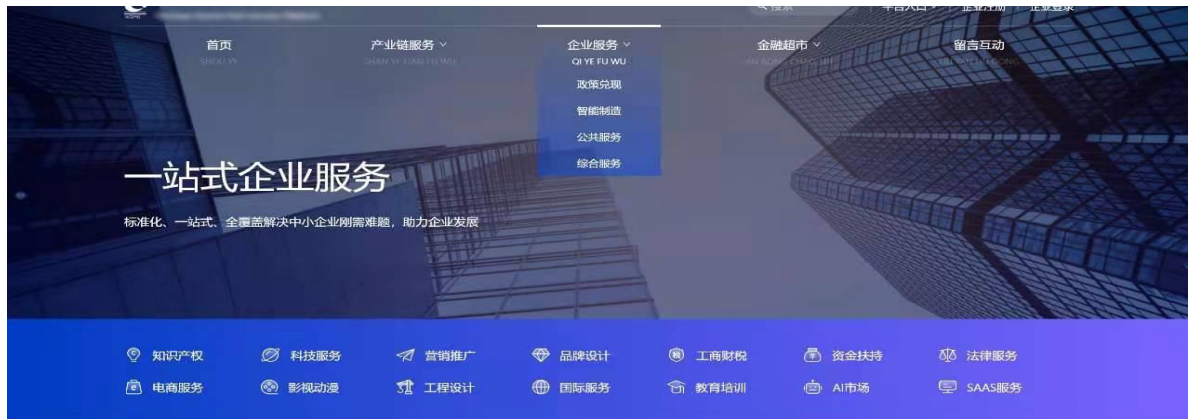 搜索 平台入口 企业注册 企业登录
首页 产业链服务 企业服务 金融超市 留言互动
SHOU YE QI YE FU WU
政策兑现
智能制造
公共服务
综合服务
一站式企业服务
标准化、一站式、全覆盖解决中小企业刚需难题，助力企业发展
知识产权 科技服务 营销推广 品牌设计 工商财税 资金扶持 法律服务
电商服务 影视动漫 工程设计 国际服务 教育培训 AI市场 SAAS服务